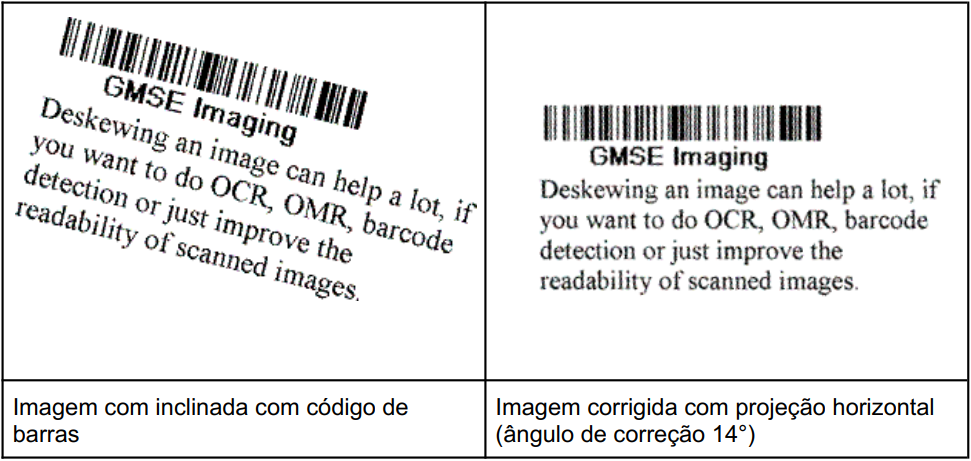 GMSE Imaging
Deskewing an image can help a lot, if
you want to do OCR, OMR, barcode
detection or just improve the
readability of scanned images.
GMSE Imaging
Deskewing an image can help a lot, if
you want to do OCR, OMR, barcode
detection or just improve the
readability of scanned images.
Imagem com inclinada com código de
barras
Imagem corrigida com projeção horizontal
(ângulo de correção 14°)